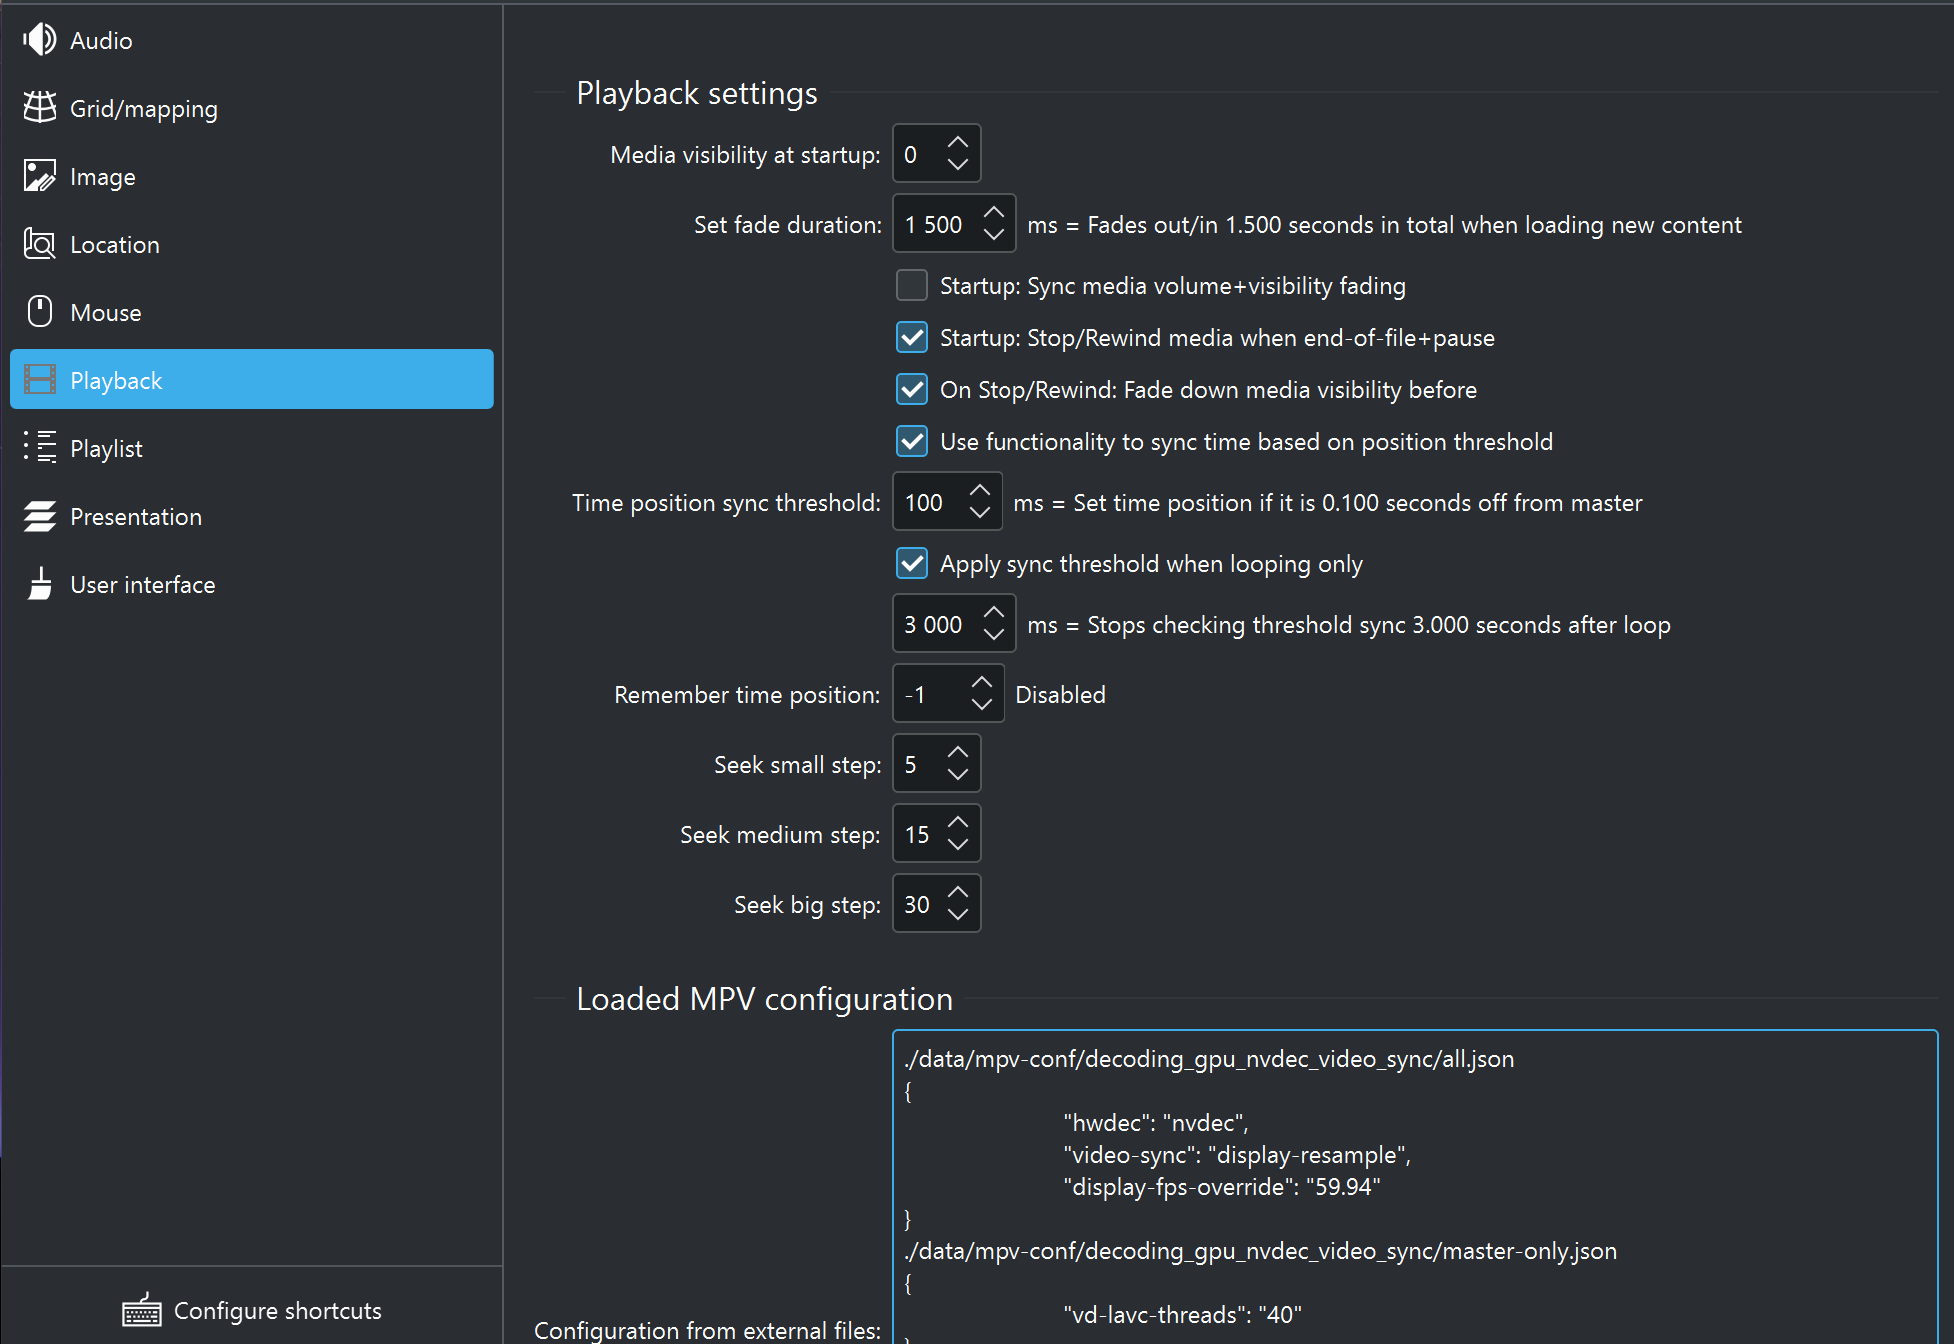 Audio
Grid/mapping
Image
Location
Mouse
Playback
Playlist
Presentation
User interface
Configure shortcuts
Playback settings
Media visibility at startup: 0
Set fade duration: 1 500 ms = Fades out/in 1.500 seconds in total when loading new content
Startup: Sync media volume+visibility fading
Startup: Stop/Rewind media when end-of-file+pause
On Stop/Rewind: Fade down media visibility before
Use functionality to sync time based on position threshold
Time position sync threshold: 100 ms = Set time position if it is 0.100 seconds off from master
Apply sync threshold when looping only
3 000 ms = Stops checking threshold sync 3.000 seconds after loop
Remember time position: -1 Disabled
Seek small step: 5
Seek medium step: 15
Seek big step: 30
Loaded MPV configuration
./data/mpv-conf/decoding_gpu_nvdec_video_sync/all.json
{
"hwdec": "nvdec",
"video-sync": "display-resample",
"display-fps-override": "59.94"
}
./data/mpv-conf/decoding_gpu_nvdec_video_sync/master-only.json
{
"vd-lavc-threads": "40"
}
Configuration from external files: